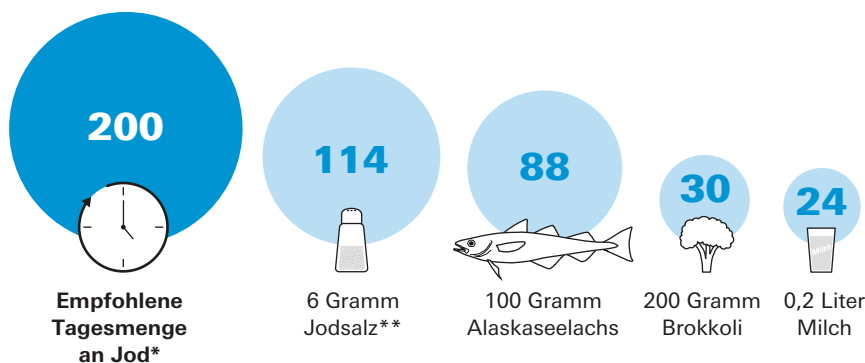 200
114
88
30
24
Milch
Empfohlene
Tagesmenge
an Jod*
6 Gramm
Jodsalz**
100 Gramm
Alaskaseelachs
200 Gramm
Brokkoli
0,2 Liter
Milch